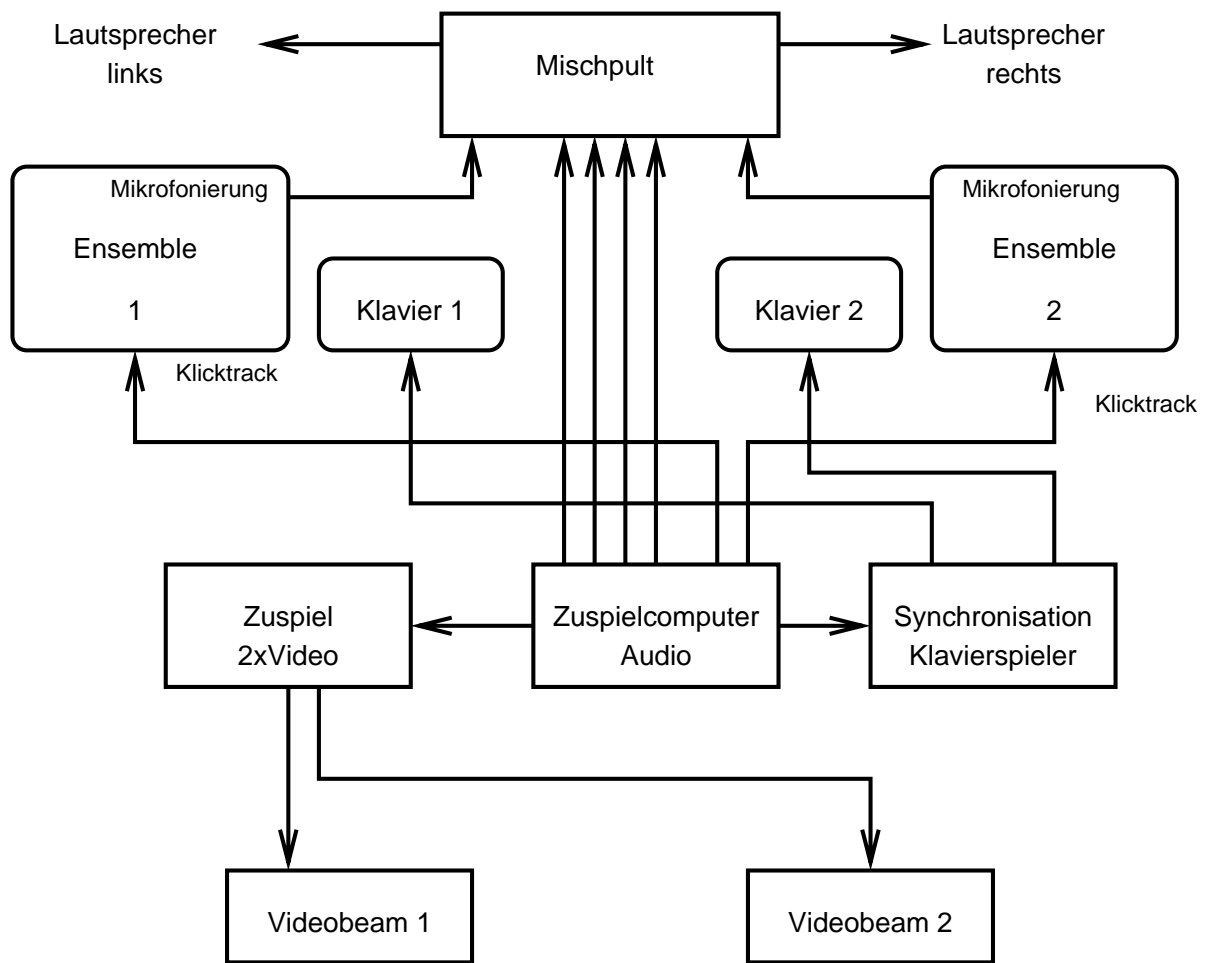 Lautsprecher
links
Mischpult
Lautsprecher
rechts
Mikrofonierung
Ensemble
1
Klavier 1
Klavier 2
Mikrofonierung
Ensemble
2
Klicktrack
Klicktrack
Zuspiel
2xVideo
Zuspielcomputer
Audio
Synchronisation
Klavierspieler
Videobeam 1
Videobeam 2